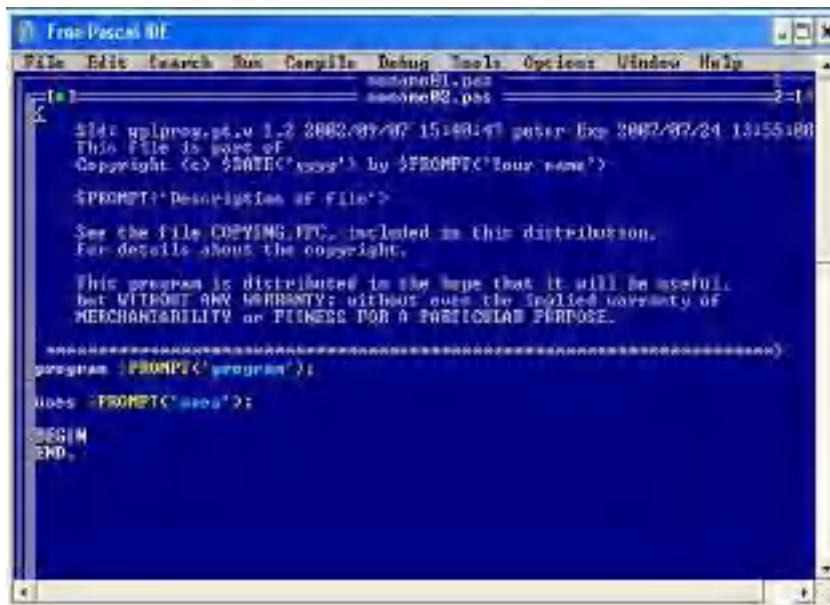 Free Pascal IDE
File Edit Search Run Compile Debug Tools Options Window Help
noname01.pas 1
noname02.pas 2
$Id: gplprog.pt,v 1.2 2002/09/07 15:40:47 peter Exp 2007/07/24 13:55:00
This file is part of
Copyright (c) $DATE('yyyy') by $PROMPT('Your name')
$PROMPT('Description of file')
See the file COPYING.FPC, included in this distribution,
for details about the copyright.
This program is distributed in the hope that it will be useful,
but WITHOUT ANY WARRANTY; without even the implied warranty of
MERCHANTABILITY or FITNESS FOR A PARTICULAR PURPOSE.
**********************************************************************)
program $PROMPT('program');
uses $PROMPT('uses');
BEGIN
END.